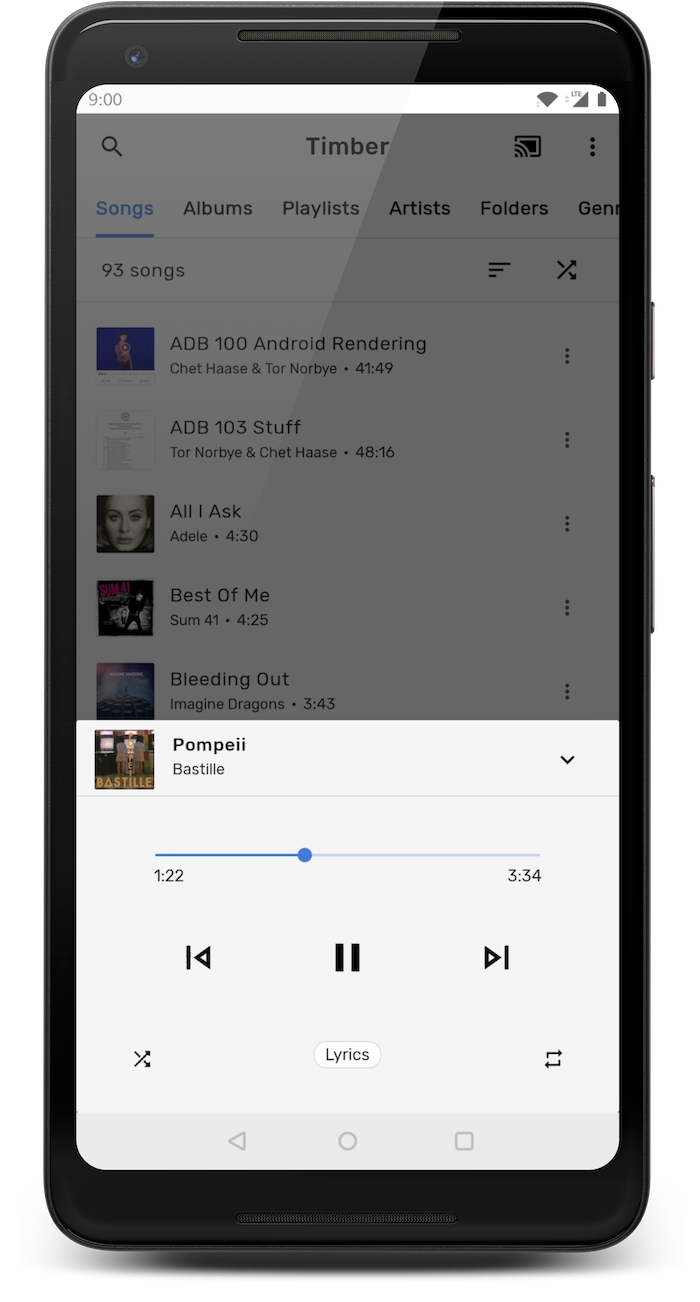 9:00
LTE
Timber
Songs Albums Playlists Artists Folders Genr
93 songs
ADB 100 Android Rendering
Chet Haase & Tor Norbye • 41:49
ADB 103 Stuff
Tor Norbye & Chet Haase • 48:16
All I Ask
Adele • 4:30
SUM 41
Best Of Me
Sum 41 • 4:25
Bleeding Out
Imagine Dragons • 3:43
Pompeii
Bastille
BASTILLE
1:22 3:34
Lyrics